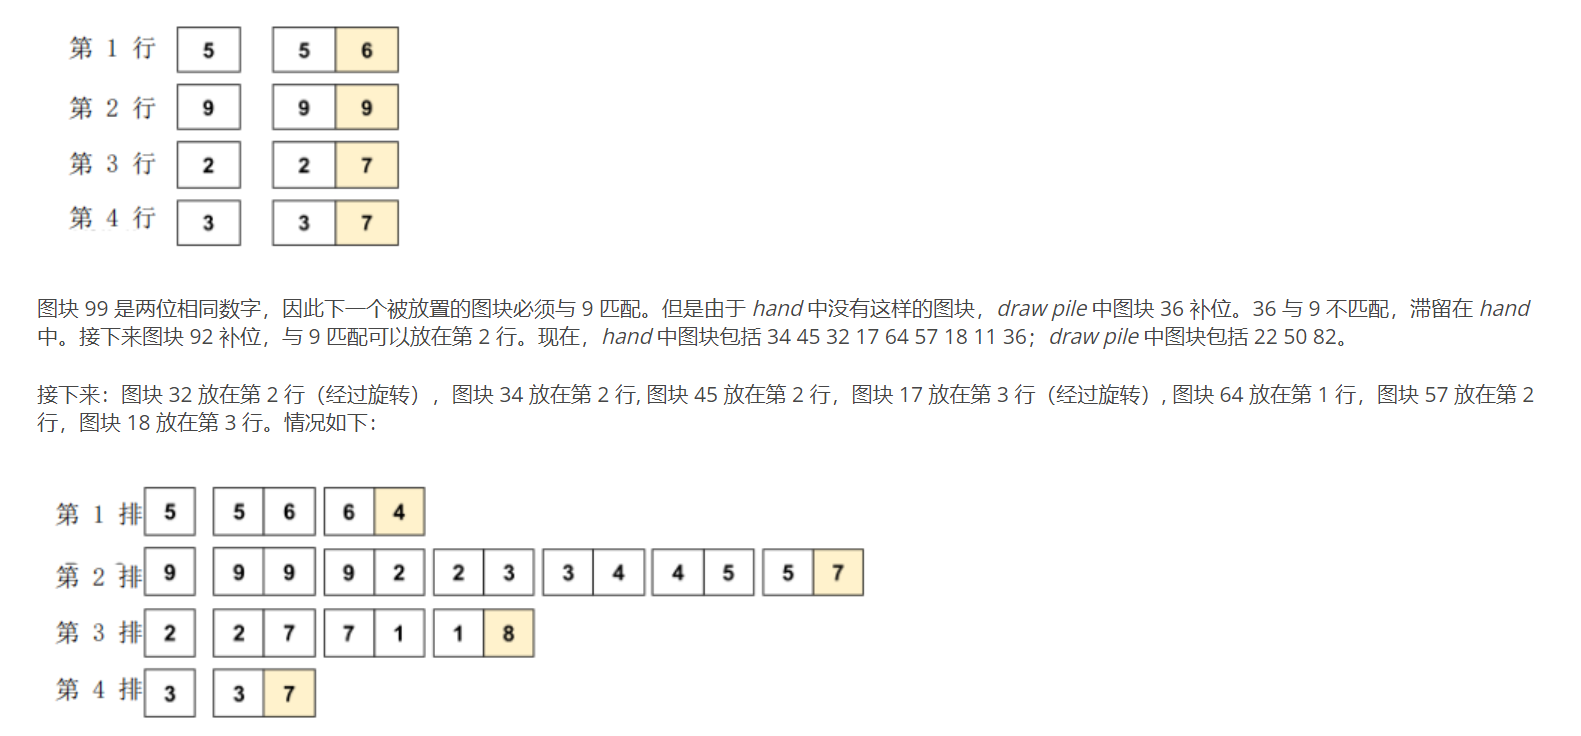 第 1 行 5 5 6
第 2 行 9 9 9
第 3 行 2 2 7
第 4 行 3 3 7
图块 99 是两位相同数字，因此下一个被放置的图块必须与 9 匹配。但是由于 hand 中没有这样的图块，draw pile 中图块 36 补位。36 与 9 不匹配，滞留在 hand
中。接下来图块 92 补位，与 9 匹配可以放在第 2 行。现在，hand 中图块包括 34 45 32 17 64 57 18 11 36；draw pile 中图块包括 22 50 82。
接下来：图块 32 放在第 2 行（经过旋转），图块 34 放在第 2 行, 图块 45 放在第 2 行，图块 17 放在第 3 行（经过旋转）, 图块 64 放在第 1 行，图块 57 放在第 2
行，图块 18 放在第 3 行。情况如下：
第 1 排 5 5 6 6 4
第 2 排 9 9 9 9 2 2 3 3 4 4 5 5 7
第 3 排 2 2 7 7 1 1 8
第 4 排 3 3 7